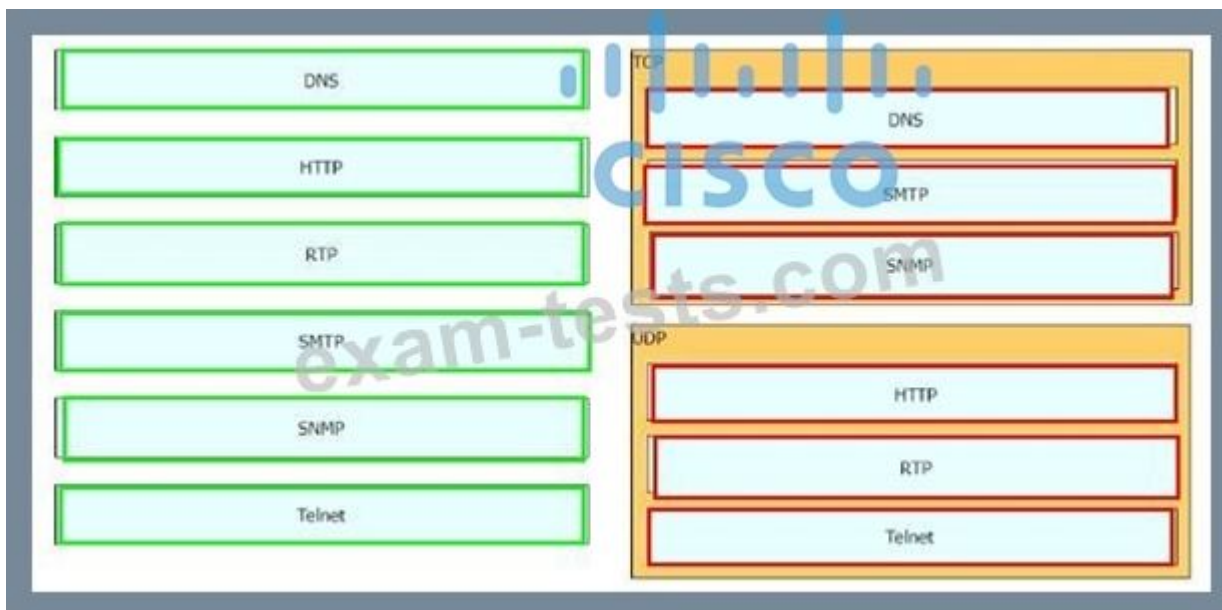 DNS
HTTP
RTP
SMTP
SNMP
Telnet
TCP
DNS
SMTP
SNMP
UDP
HTTP
RTP
Telnet
CISCO
exam-tests.com